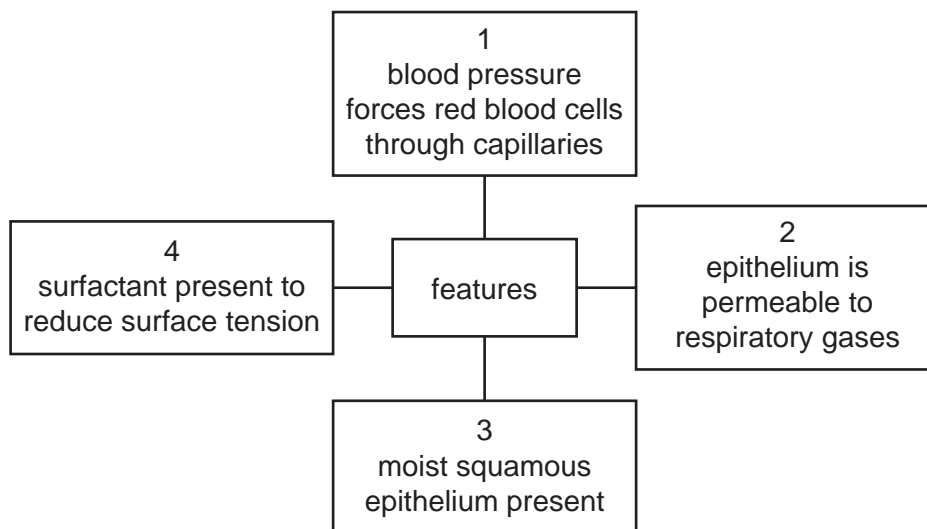 1
blood pressure
forces red blood cells
through capillaries
4
surfactant present to
reduce surface tension
features
2
epithelium is
permeable to
respiratory gases
3
moist squamous
epithelium present